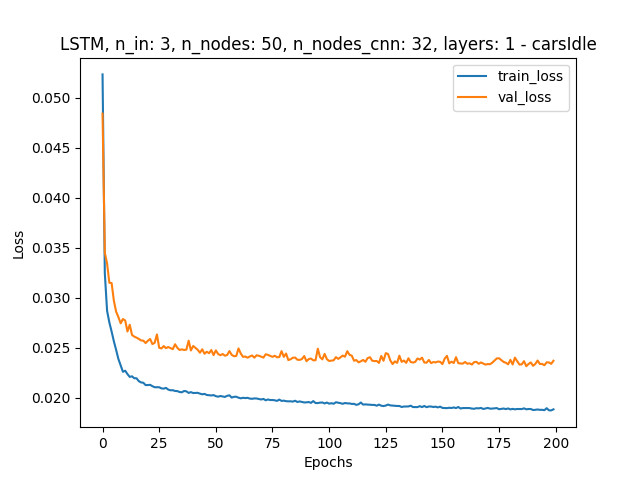 LSTM, n_in: 3, n_nodes: 50, n_nodes_cnn: 32, layers: 1 - carsIdle
train_loss
val_loss
0.050
0.045
0.040
0.035
0.030
0.025
0.020
Loss
0 25 50 75 100 125 150 175 200
Epochs